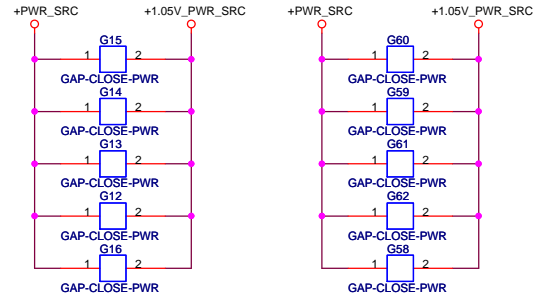 +PWR_SRC +1.05V_PWR_SRC +PWR_SRC +1.05V_PWR_SRC
G15 G60
1 2 1 2
GAP-CLOSE-PWR GAP-CLOSE-PWR
G14 G59
1 2 1 2
GAP-CLOSE-PWR GAP-CLOSE-PWR
G13 G61
1 2 1 2
GAP-CLOSE-PWR GAP-CLOSE-PWR
G12 G62
1 2 1 2
GAP-CLOSE-PWR GAP-CLOSE-PWR
G16 G58
1 2 1 2
GAP-CLOSE-PWR GAP-CLOSE-PWR